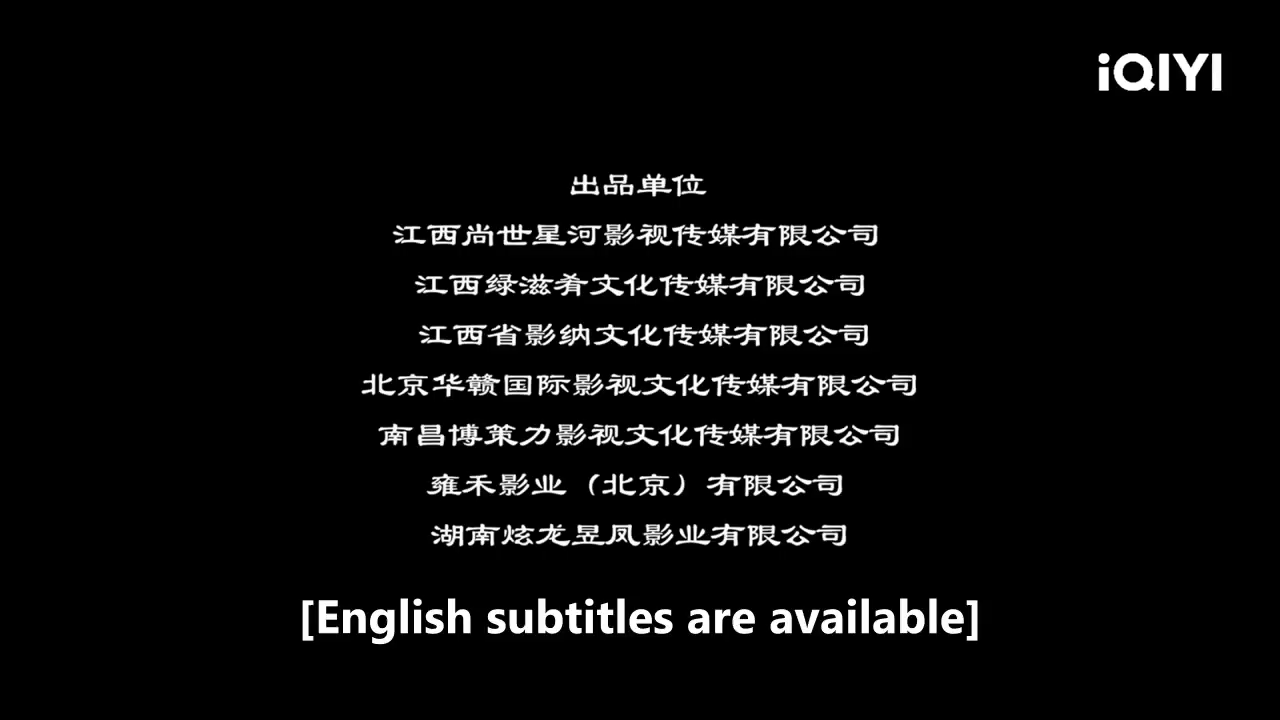 iQIYI
出品单位
江西尚世星河影视传媒有限公司
江西绿滋肴文化传媒有限公司
江西省影纳文化传媒有限公司
北京华赣国际影视文化传媒有限公司
南昌博策力影视文化传媒有限公司
雍禾影业（北京）有限公司
湖南炫龙昱凤影业有限公司
[English subtitles are available]